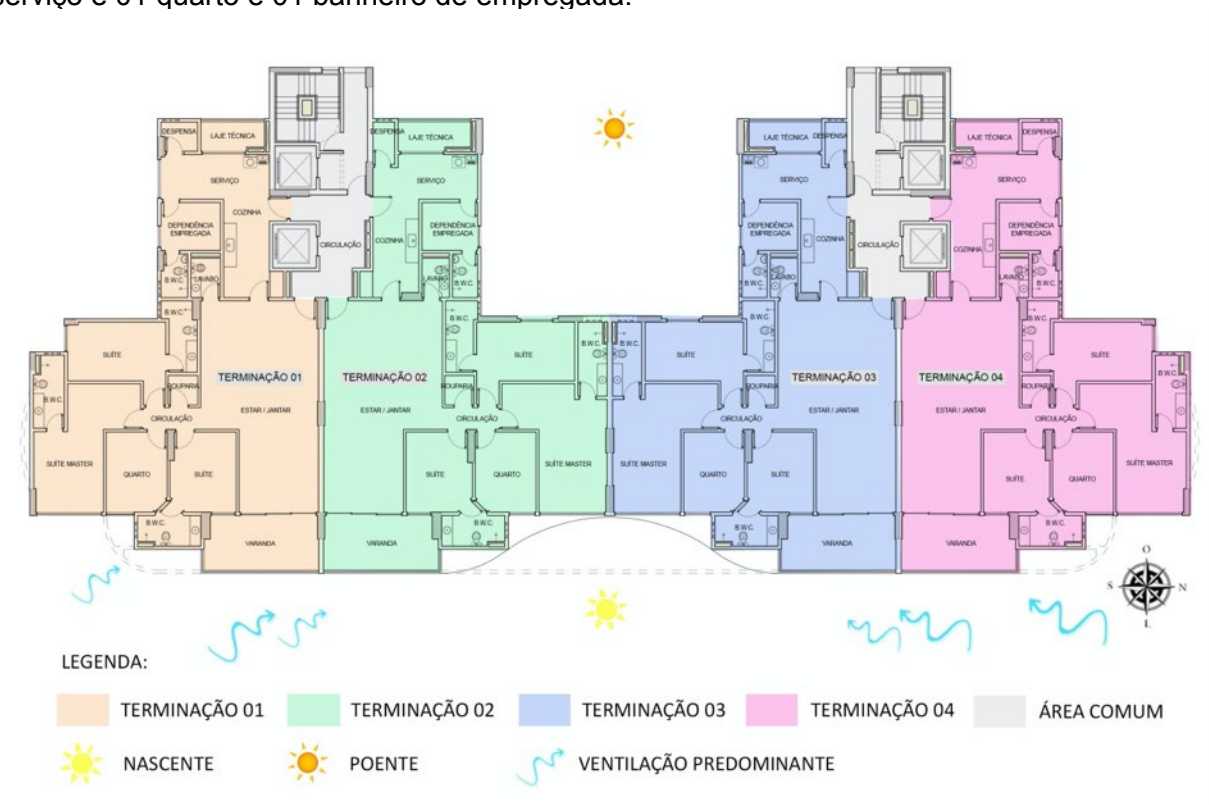 serviço e 01 quarto e 01 banheiro de empregada.
DESPENSA LAJE TÉCNICA DESPENSA LAJE TÉCNICA LAJE TÉCNICA DESPENSA LAJE TÉCNICA DESPENSA
SERVIÇO SERVIÇO SERVIÇO SERVIÇO
COZINHA COZINHA COZINHA COZINHA
DEPENDÊNCIA EMPREGADA DEPENDÊNCIA EMPREGADA DEPENDÊNCIA EMPREGADA DEPENDÊNCIA EMPREGADA
CIRCULAÇÃO CIRCULAÇÃO
B.W.C. LAVABO LAVABO B.W.C. B.W.C. LAVABO LAVABO B.W.C.
B.W.C. B.W.C. B.W.C. B.W.C.
SUÍTE SUÍTE B.W.C. B.W.C. SUÍTE SUÍTE
TERMINAÇÃO 01 TERMINAÇÃO 02 TERMINAÇÃO 03 TERMINAÇÃO 04
B.W.C. ROUPARIA ROUPARIA ROUPARIA ROUPARIA B.W.C.
ESTAR / JANTAR ESTAR / JANTAR ESTAR / JANTAR ESTAR / JANTAR
CIRCULAÇÃO CIRCULAÇÃO CIRCULAÇÃO CIRCULAÇÃO
SUÍTE MASTER QUARTO SUÍTE SUÍTE QUARTO SUÍTE MASTER SUÍTE MASTER QUARTO SUÍTE SUÍTE QUARTO SUÍTE MASTER
B.W.C. B.W.C. B.W.C. B.W.C.
VARANDA VARANDA VARANDA VARANDA
O
S N
L
LEGENDA:
TERMINAÇÃO 01 TERMINAÇÃO 02 TERMINAÇÃO 03 TERMINAÇÃO 04 ÁREA COMUM
NASCENTE POENTE VENTILAÇÃO PREDOMINANTE